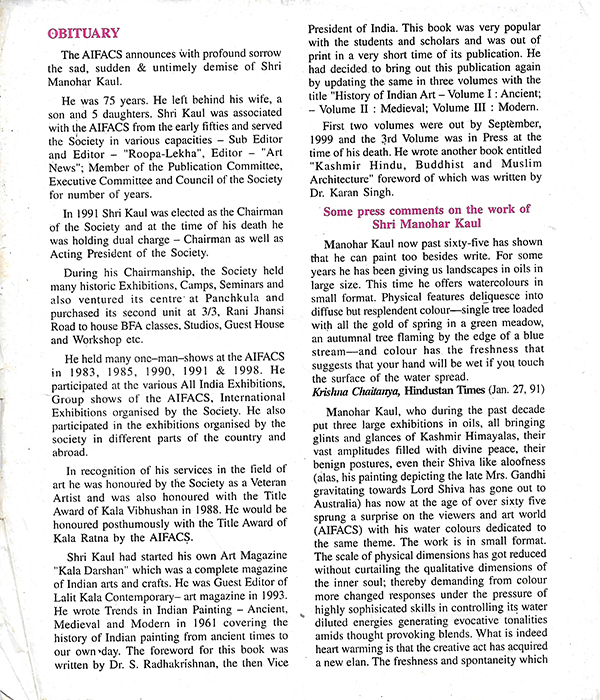 OBITUARY
The AIFACS announces with profound sorrow
the sad, sudden & untimely demise of Shri
Manohar Kaul.
He was 75 years. He left behind his wife, a
son and 5 daughters. Shri Kaul was associated
with the AIFACS from the early fifties and served
the Society in various capacities – Sub Editor
and Editor – "Roopa-Lekha", Editor – "Art
News"; Member of the Publication Committee,
Executive Committee and Council of the Society
for number of years.
In 1991 Shri Kaul was elected as the Chairman
of the Society and at the time of his death he
was holding dual charge – Chairman as well as
Acting President of the Society.
During his Chairmanship, the Society held
many historic Exhibitions, Camps, Seminars and
also ventured its centre at Panchkula and
purchased its second unit at 3/3, Rani Jhansi
Road to house BFA classes, Studios, Guest House
and Workshop etc.
He held many one–man–shows at the AIFACS
in 1983, 1985, 1990, 1991 & 1998. He
participated at the various All India Exhibitions,
Group shows of the AIFACS, International
Exhibitions organised by the Society. He also
participated in the exhibitions organised by the
society in different parts of the country and
abroad.
In recognition of his services in the field of
art he was honoured by the Society as a Veteran
Artist and was also honoured with the Title
Award of Kala Vibhushan in 1988. He would be
honoured posthumously with the Title Award of
Kala Ratna by the AIFACS.
Shri Kaul had started his own Art Magazine
"Kala Darshan" which was a complete magazine
of Indian arts and crafts. He was Guest Editor of
Lalit Kala Contemporary– art magazine in 1993.
He wrote Trends in Indian Painting – Ancient,
Medieval and Modern in 1961 covering the
history of Indian painting from ancient times to
our own day. The foreword for this book was
written by Dr. S. Radhakrishnan, the then Vice
President of India. This book was very popular
with the students and scholars and was out of
print in a very short time of its publication. He
had decided to bring out this publication again
by updating the same in three volumes with the
title "History of Indian Art – Volume I : Ancient;
– Volume II : Medieval; Volume III : Modern.
First two volumes were out by September,
1999 and the 3rd Volume was in Press at the
time of his death. He wrote another book entitled
"Kashmir Hindu, Buddhist and Muslim
Architecture" foreword of which was written by
Dr. Karan Singh.
Some press comments on the work of
Shri Manohar Kaul
Manohar Kaul now past sixty-five has shown
that he can paint too besides write. For some
years he has been giving us landscapes in oils in
large size. This time he offers watercolours in
small format. Physical features deliquesce into
diffuse but resplendent colour—single tree loaded
with all the gold of spring in a green meadow,
an autumnal tree flaming by the edge of a blue
stream—and colour has the freshness that
suggests that your hand will be wet if you touch
the surface of the water spread.
Krishna Chaitanya, Hindustan Times (Jan. 27, 91)
Manohar Kaul, who during the past decade
put three large exhibitions in oils, all bringing
glints and glances of Kashmir Himalayas, their
vast amplitudes filled with divine peace, their
benign postures, even their Shiva like aloofness
(alas, his painting depicting the late Mrs. Gandhi
gravitating towards Lord Shiva has gone out to
Australia) has now at the age of over sixty five
sprung a surprise on the viewers and art world
(AIFACS) with his water colours dedicated to
the same theme. The work is in small format.
The scale of physical dimensions has got reduced
without curtailing the qualitative dimensions of
the inner soul; thereby demanding from colour
more changed responses under the pressure of
highly sophisicated skills in controlling its water
diluted energies generating evocative tonalities
amids thought provoking blends. What is indeed
heart warming is that the creative act has acquired
a new elan. The freshness and spontaneity which